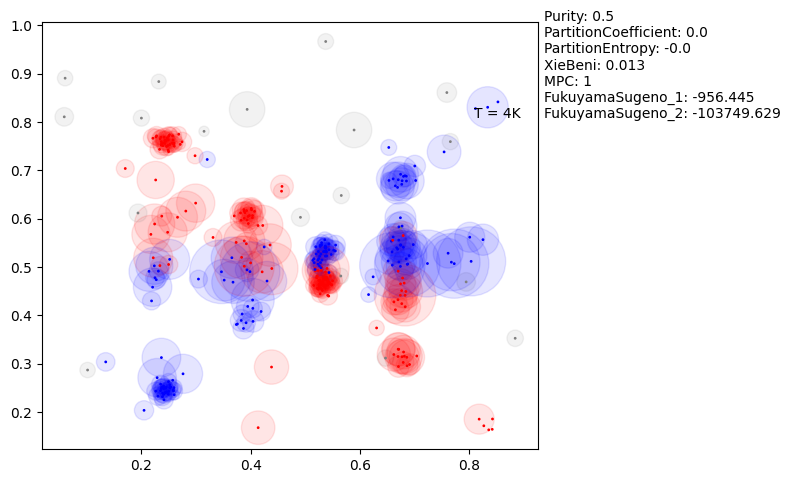 Purity: 0.5
PartitionCoefficient: 0.0
PartitionEntropy: -0.0
XieBeni: 0.013
MPC: 1
FukuyamaSugeno_1: -956.445
FukuyamaSugeno_2: -103749.629
T = 4K
1.0
0.9
0.8
0.7
0.6
0.5
0.4
0.3
0.2
0.2 0.4 0.6 0.8